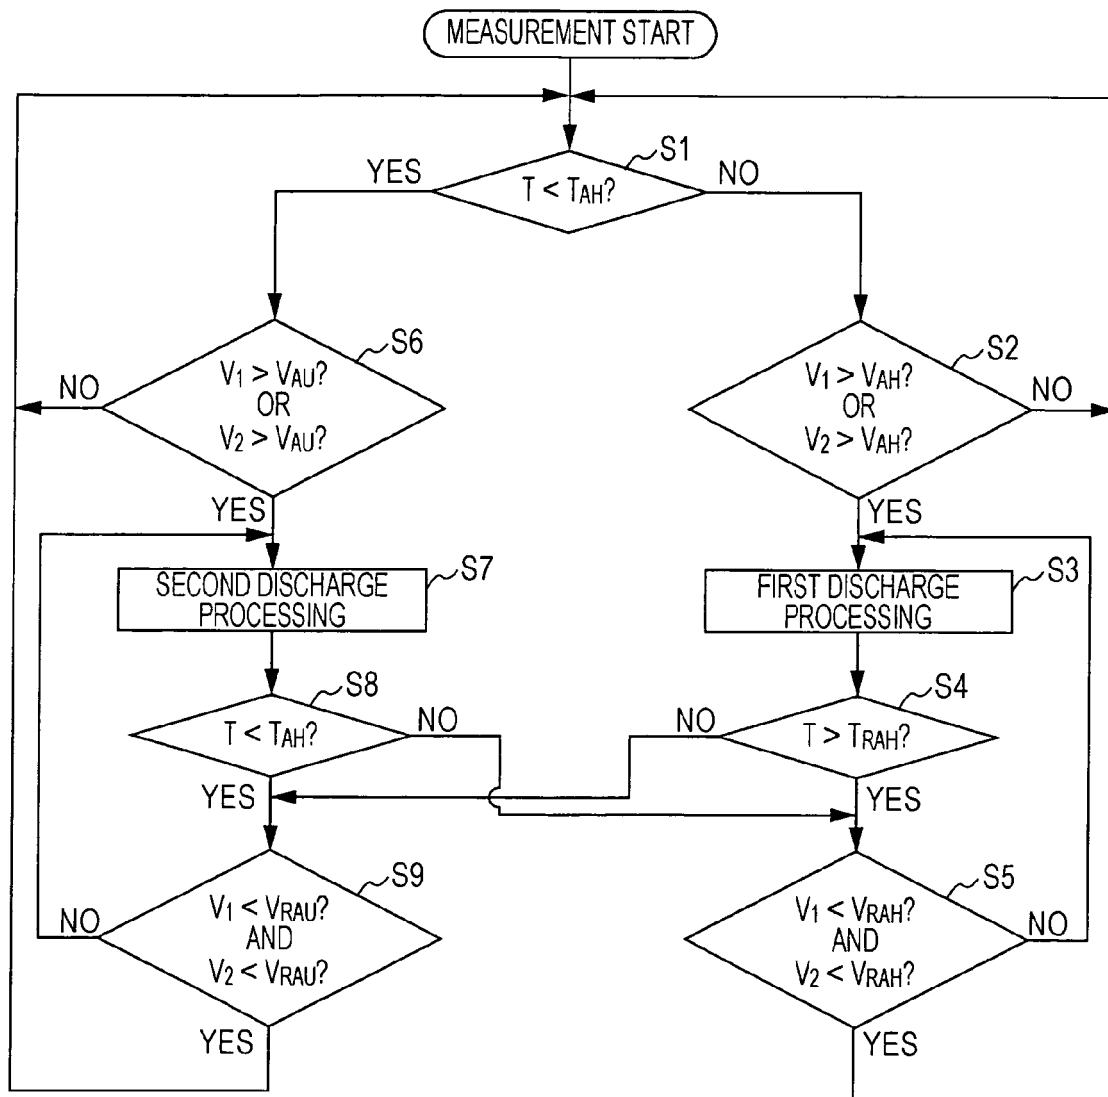 MEASUREMENT START
S1
YES
T < TAH?
NO
S6
V1 > VAU?
OR
V2 > VAU?
NO
YES
S2
V1 > VAH?
OR
V2 > VAH?
NO
YES
S7
SECOND DISCHARGE
PROCESSING
S3
FIRST DISCHARGE
PROCESSING
S8
T < TAH?
NO
YES
S4
NO
T > TRAH?
YES
S9
NO
V1 < VRAU?
AND
V2 < VRAU?
YES
S5
V1 < VRAH?
AND
V2 < VRAH?
NO
YES